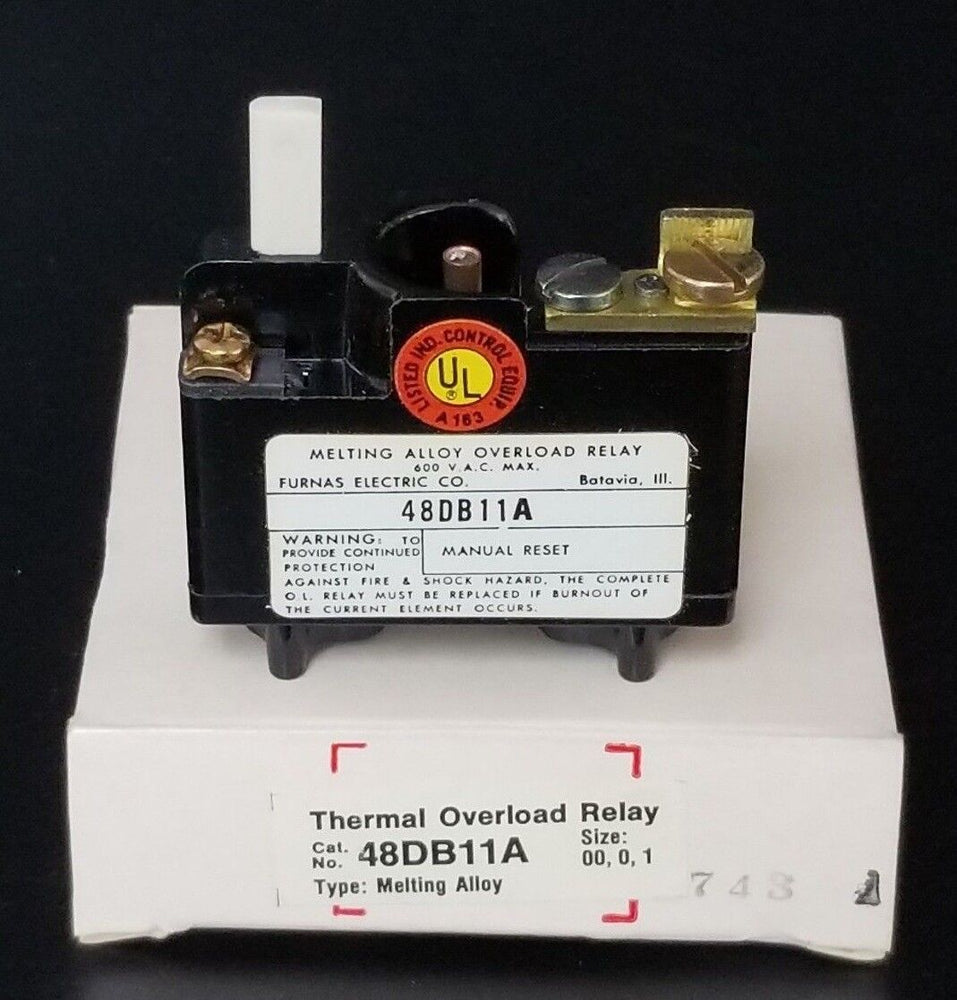 LISTED IND. CONTROL EQUIP.
UL®
A163
MELTING ALLOY OVERLOAD RELAY
600 V.A.C. MAX.
FURNAS ELECTRIC CO. Batavia, Ill.
48DB11A
WARNING: TO
PROVIDE CONTINUED
PROTECTION
MANUAL RESET
AGAINST FIRE & SHOCK HAZARD, THE COMPLETE
O.L. RELAY MUST BE REPLACED IF BURNOUT OF
THE CURRENT ELEMENT OCCURS.
Thermal Overload Relay
Cat. No. 48DB11A
Size: 00, 0, 1
Type: Melting Alloy
743